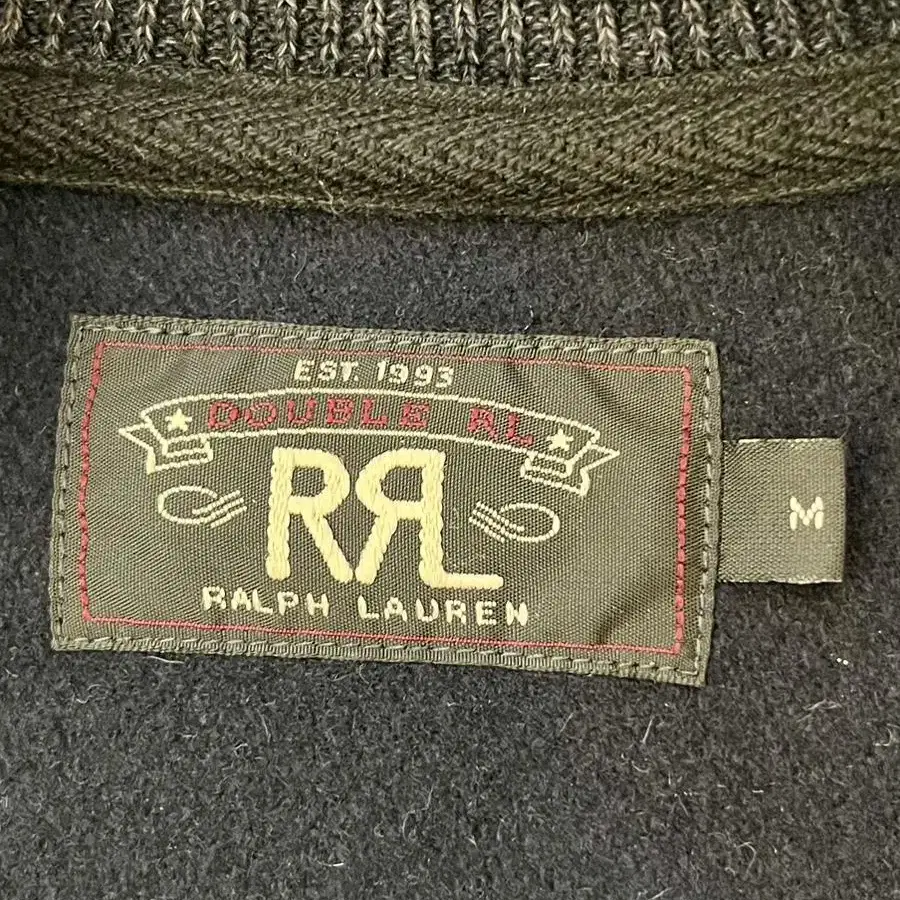 EST. 1993
DOUBLE RL
RRL
RALPH LAUREN
M